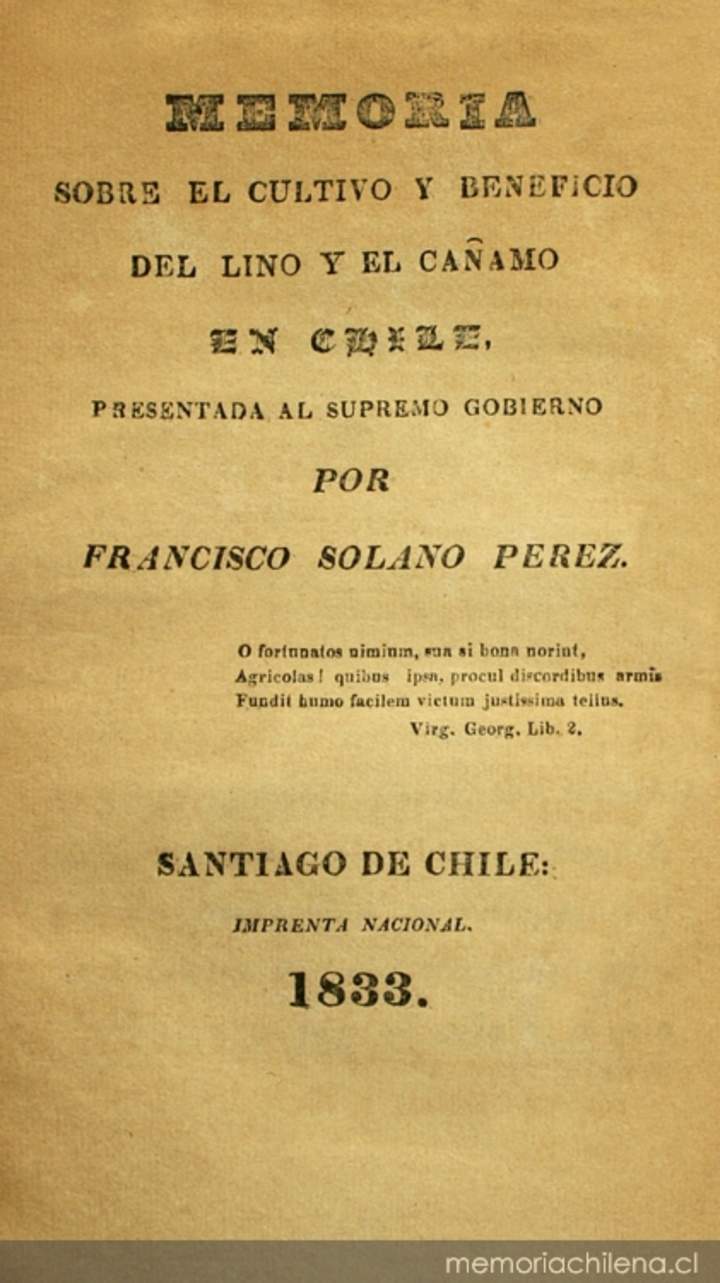 MEMORIA
SOBRE EL CULTIVO Y BENEFiCIO
DEL LINO Y EL CAÑAMO
EN CHILE,
PRESENTADA AL SUPREMO GOBIERNO
POR
FRANCISCO SOLANO PEREZ.
O fortunatos nimium, sua si bona norint,
Agricolas! quibus ipsa, procul discordibus armis
Fundit humo facilem victum justissima tellus.
Virg. Georg. Lib. 2.
SANTIAGO DE CHILE:
IMPRENTA NACIONAL.
1833.
memoriachilena.cl